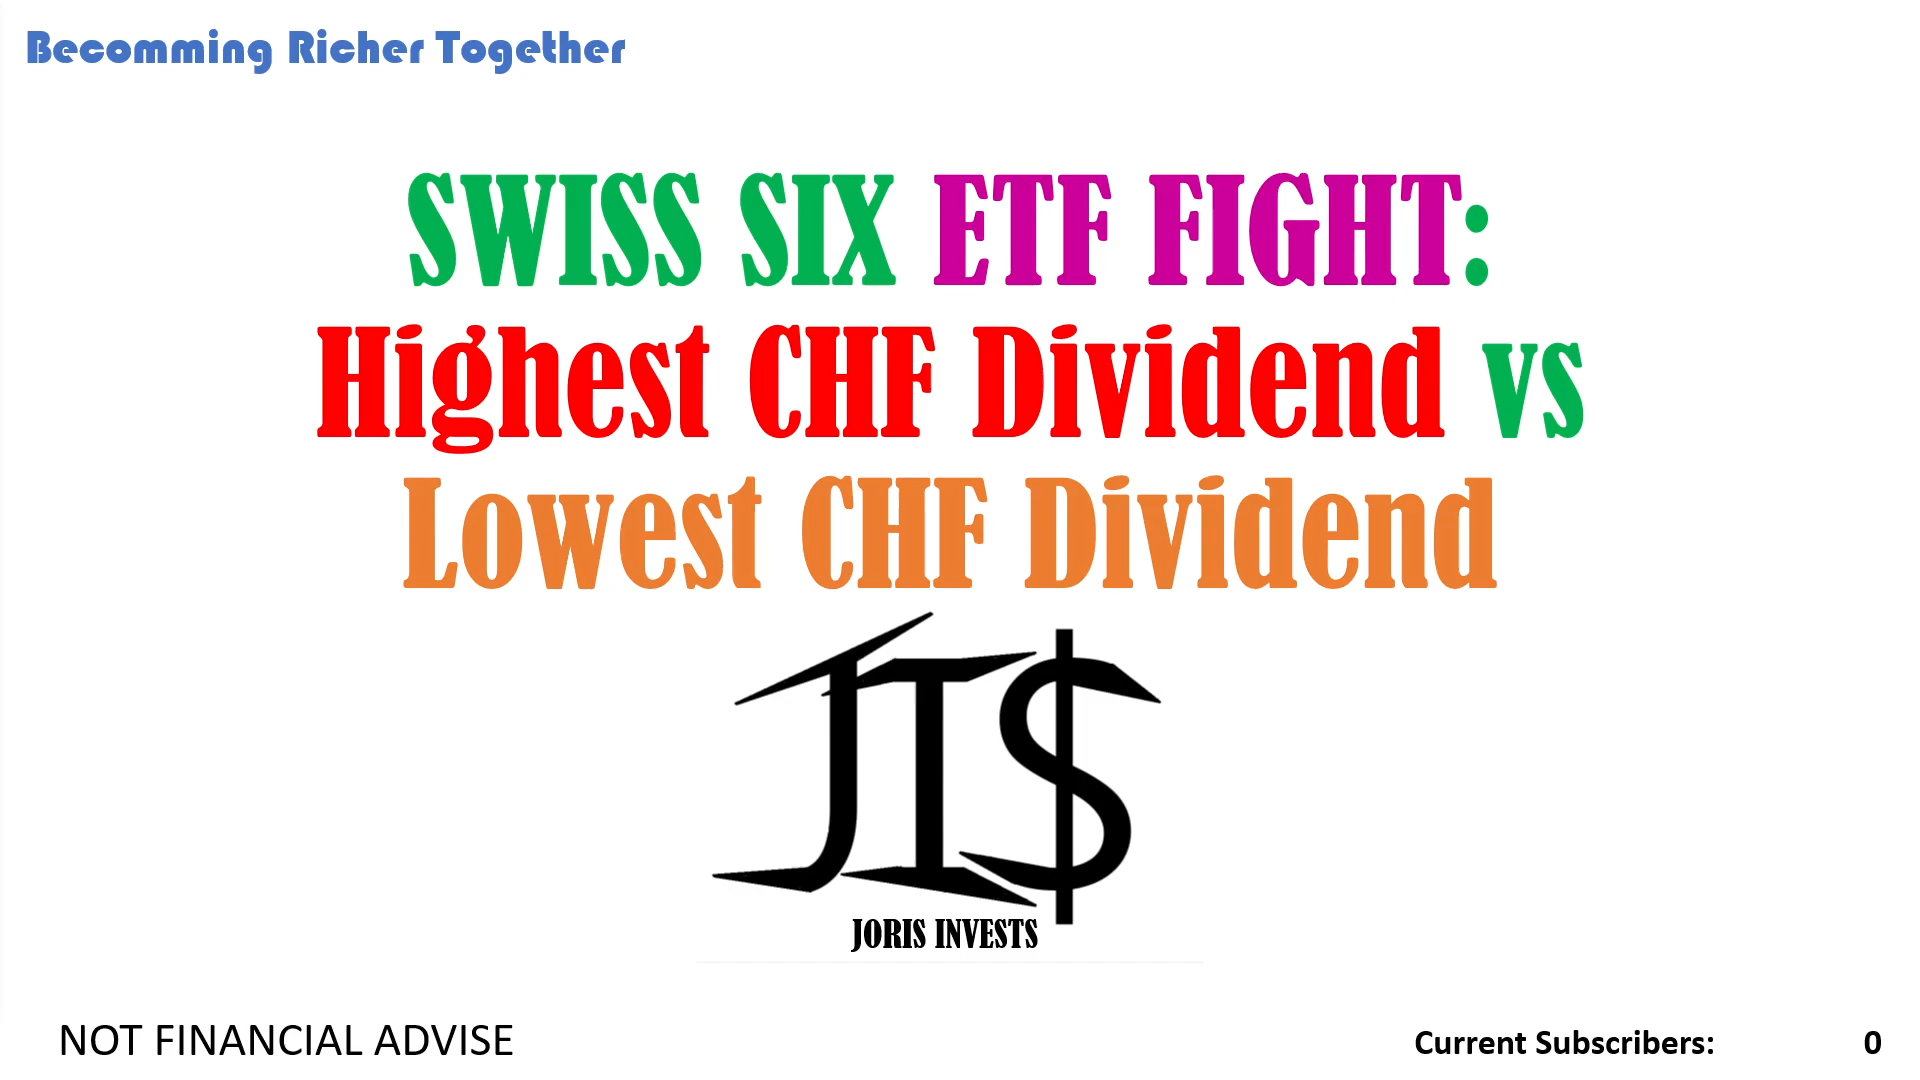 Becomming Richer Together
SWISS SIX ETF FIGHT:
Highest CHF Dividend vs
Lowest CHF Dividend
JI$
JORIS INVESTS
NOT FINANCIAL ADVISE
Current Subscribers: 0